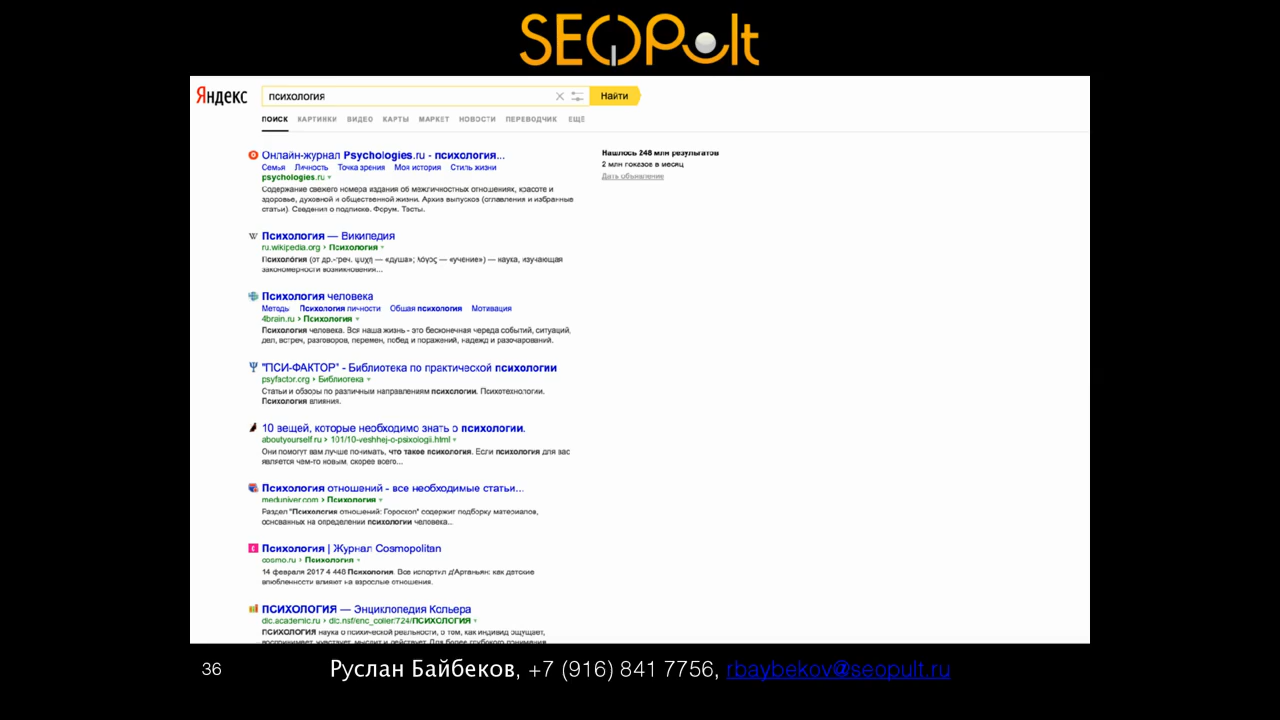 SEOPult
Яндекс
психология
Найти
ПОИСК КАРТИНКИ ВИДЕО КАРТЫ МАРКЕТ НОВОСТИ ПЕРЕВОДЧИК ЕЩЁ
Онлайн-журнал Psychologies.ru - психология...
Семья Личность Точка зрения Моя история Стиль жизни
psychologies.ru
Содержание свежего номера издания об межличностных отношениях, красоте и
здоровье, духовной и общественной жизни. Архив выпусков (оглавления и избранные
статьи). Сведения о подписке. Форум. Тесты.
Нашлось 248 млн результатов
2 млн показов в месяц
Дать объявление
Психология — Википедия
ru.wikipedia.org › Психология
Психология (от др.-греч. ψυχή — «душа»; λόγος — «учение») — наука, изучающая
закономерности возникновения...
Психология человека
Методы Психология личности Общая психология Мотивация
4brain.ru › Психология
Психология человека. Вся наша жизнь - это бесконечная череда событий, ситуаций,
дел, встреч, разговоров, перемен, побед и поражений, надежд и разочарований.
"ПСИ-ФАКТОР" - Библиотека по практической психологии
psyfactor.org › Библиотека
Статьи и обзоры по различным направлениям психологии. Психотехнологии.
Психология влияния.
10 вещей, которые необходимо знать о психологии.
aboutyourself.ru › 101/10-veshhej-o-psixologii.html
Они помогут вам лучше понимать, что такое психология. Если психология для вас
является чем-то новым, скорее всего...
Психология отношений - все необходимые статьи...
meduniver.com › Психология
Раздел "Психология отношений: Гороскоп" содержит подборку материалов,
основанных на определении психологии человека...
Психология | Журнал Cosmopolitan
cosmo.ru › Психология
14 февраля 2017 4 448 Психология. Все испортил д'Артаньян: как детские
влюбленности влияют на взрослые отношения.
ПСИХОЛОГИЯ — Энциклопедия Кольера
dic.academic.ru › dic.nsf/enc_colier/724/ПСИХОЛОГИЯ
ПСИХОЛОГИЯ наука о психической реальности, о том, как индивид ощущает,
воспринимает, чувствует, мыслит и действует. Для более глубокого понимания
36
Руслан Байбеков, +7 (916) 841 7756, rbaybekov@seopult.ru